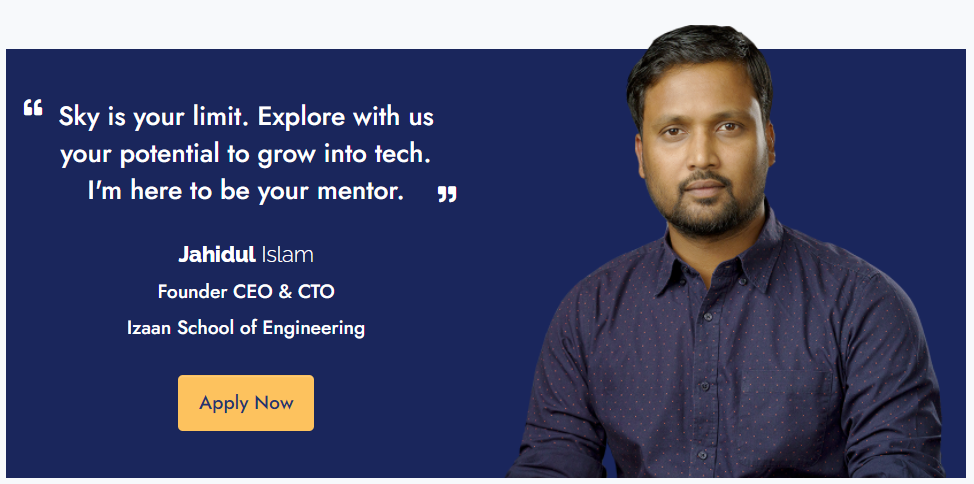 “ Sky is your limit. Explore with us
your potential to grow into tech.
I'm here to be your mentor. ”
Jahidul Islam
Founder CEO & CTO
Izaan School of Engineering
Apply Now